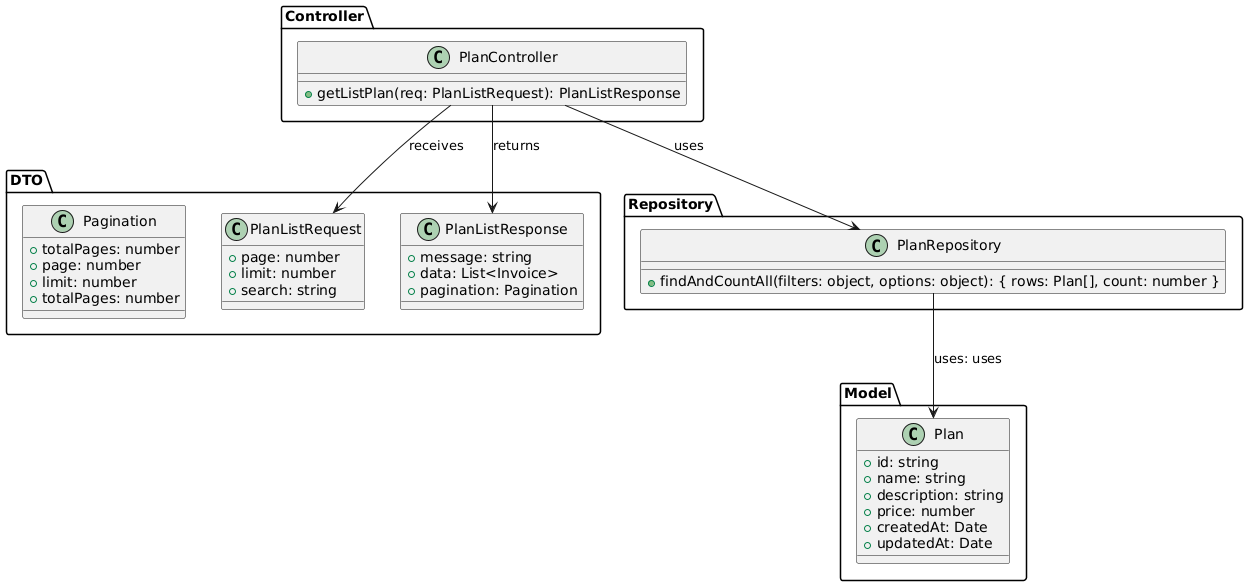 Controller
C PlanController
getListPlan(req: PlanListRequest): PlanListResponse
receives
returns
uses
DTO
C Pagination
totalPages: number
page: number
limit: number
totalPages: number
C PlanListRequest
page: number
limit: number
search: string
C PlanListResponse
message: string
data: List<Invoice>
pagination: Pagination
Repository
C PlanRepository
findAndCountAll(filters: object, options: object): { rows: Plan[], count: number }
uses: uses
Model
C Plan
id: string
name: string
description: string
price: number
createdAt: Date
updatedAt: Date